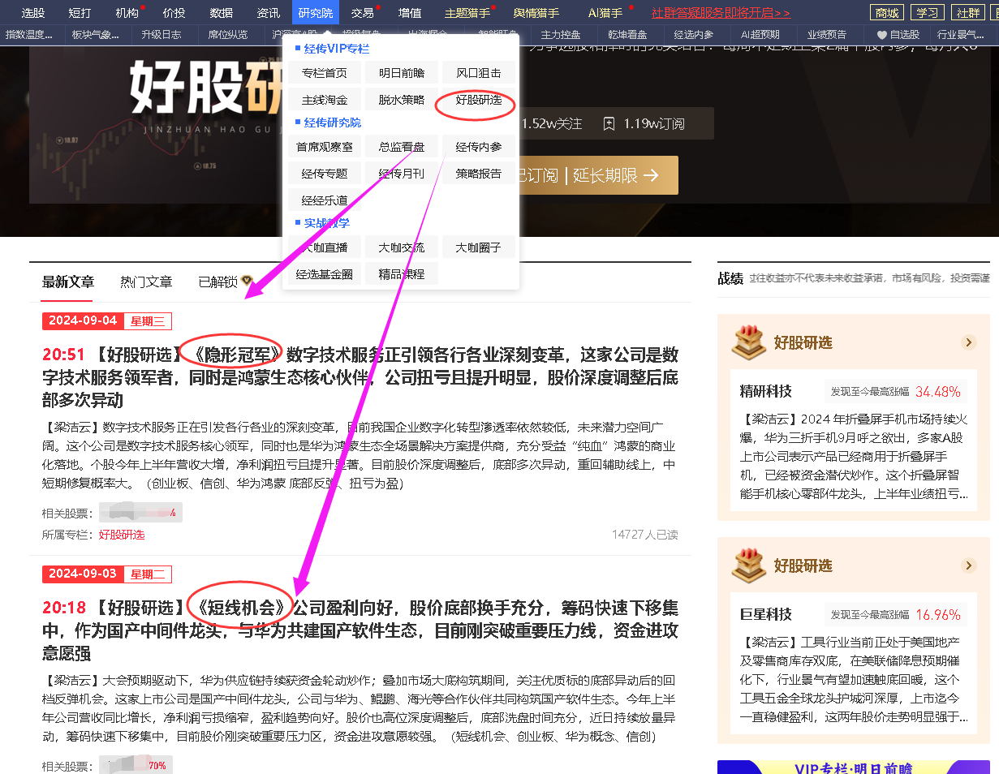 选股 短打 机构 价投 数据 资讯 研究院 交易 增值 主题猎手 舆情猎手 AI猎手 社群答疑服务即将开启>> 商城 学习 社群
指数温度... 板块气象... 升级日志 席位纵览 主力控盘 乾坤看盘 经选内参 AI超预期 业绩预告 自选股 行业景气...
经传VIP专栏
专栏首页 明日前瞻 风口狙击
主线淘金 脱水策略 好股研选
经传研究院
首席观察室 总监看盘 经传内参
经传专题 经传月刊 策略报告
经经乐道
实战教学
大咖直播 大咖交流 大咖圈子
经选基金圈 精品课程
好股研
JINZHUAN HAO GU
18.07
18.75
1.52w关注 1.19w订阅
已订阅 | 延长期限
最新文章 热门文章 已解锁
2024-09-04 星期三
20:51 【好股研选】《隐形冠军》数字技术服务正引领各行各业深刻变革，这家公司是数
字技术服务领军者，同时是鸿蒙生态核心伙伴，公司扭亏且提升明显，股价深度调整后底
部多次异动
【梁洁云】数字技术服务正在引发各行各业的深刻变革，目前我国企业数字化转型渗透率依然较低，未来潜力空间广
阔。这个公司是数字技术服务核心领军，同时也是华为鸿蒙生态全场景解决方案提供商，充分受益“纯血”鸿蒙的商业
化落地。个股今年上半年营收大增，净利润扭亏且提升显著。目前股价深度调整后，底部多次异动，重回辅助线上，中
短期修复概率大。（创业板、信创、华为鸿蒙 底部反弹、扭亏为盈）
相关股票： %
所属专栏：好股研选 14727人已读
2024-09-03 星期二
20:18 【好股研选】《短线机会》公司盈利向好，股价底部换手充分，筹码快速下移集
中，作为国产中间件龙头，与华为共建国产软件生态，目前刚突破重要压力线，资金进攻
意愿强
【梁洁云】大会预期驱动下，华为供应链持续获资金轮动炒作；叠加市场大底构筑期间，关注优质标的底部异动后的回
档反弹机会。这家上市公司是国产中间件龙头，公司与华为、鲲鹏、海光等合作伙伴共同构筑国产软件生态。今年上半
年公司营收同比增长，净利润亏损缩窄，盈利趋势向好。股价也高位深度调整后，底部洗盘时间充分，近日持续放量异
动，筹码快速下移集中，目前股价刚突破重要压力区，资金进攻意愿较强。（短线机会、创业板、华为概念、信创）
相关股票： 70%
战绩 过往收益亦不代表未来收益承诺，市场有风险，投资需谨
好股研选
精研科技 发现至今最高涨幅 34.48%
【梁洁云】2024 年折叠屏手机市场持续火
爆，华为三折手机9月呼之欲出，多家A股
上市公司表示产品已经商用于折叠屏手
机，已经被资金潜伏炒作。这个折叠屏智
能手机核心零部件龙头，上半年业绩扭亏...
好股研选
巨星科技 发现至今最高涨幅 16.96%
【梁洁云】工具行业当前正处于美国地产
及零售商库存双底，在美联储降息预期催
化下，行业景气有望加速触底回暖，这个
工具五金全球龙头护城河深厚，上市迄今
一直稳健盈利，这两年股价走势明显强于...
VIP专栏·明日前瞻